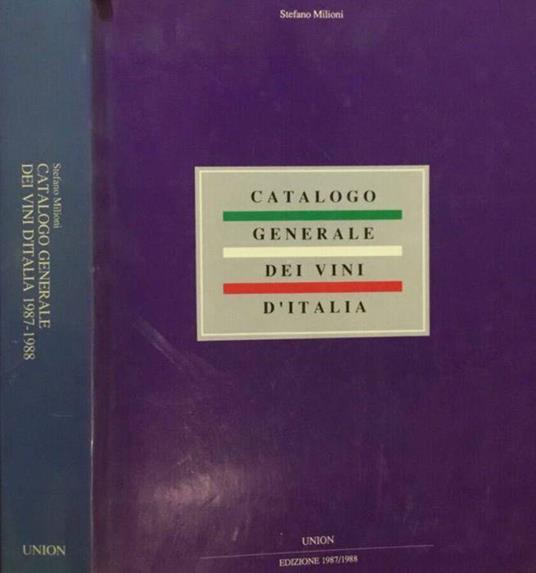 Stefano Milioni
CATALOGO GENERALE
DEI VINI D'ITALIA 1987-1988
UNION
Stefano Milioni
CATALOGO
GENERALE
DEI VINI
D'ITALIA
UNION
EDIZIONE 1987/1988